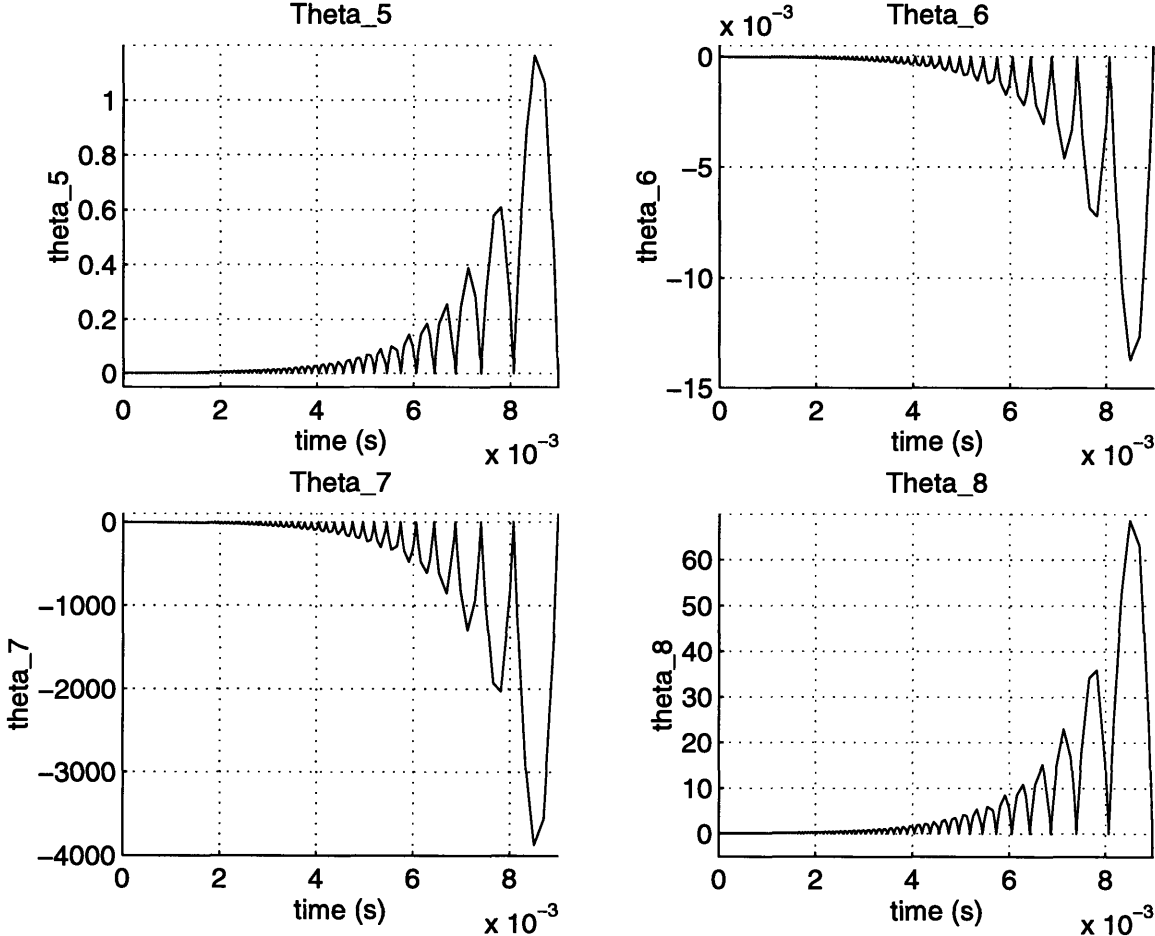 Theta_5
theta_5
1
0.8
0.6
0.4
0.2
0
0 2 4 6 8
time (s)
x 10⁻³
Theta_6
x 10⁻³
theta_6
0
−5
−10
−15
0 2 4 6 8
time (s)
x 10⁻³
Theta_7
theta_7
0
−1000
−2000
−3000
−4000
0 2 4 6 8
time (s)
x 10⁻³
Theta_8
theta_8
60
50
40
30
20
10
0
0 2 4 6 8
time (s)
x 10⁻³